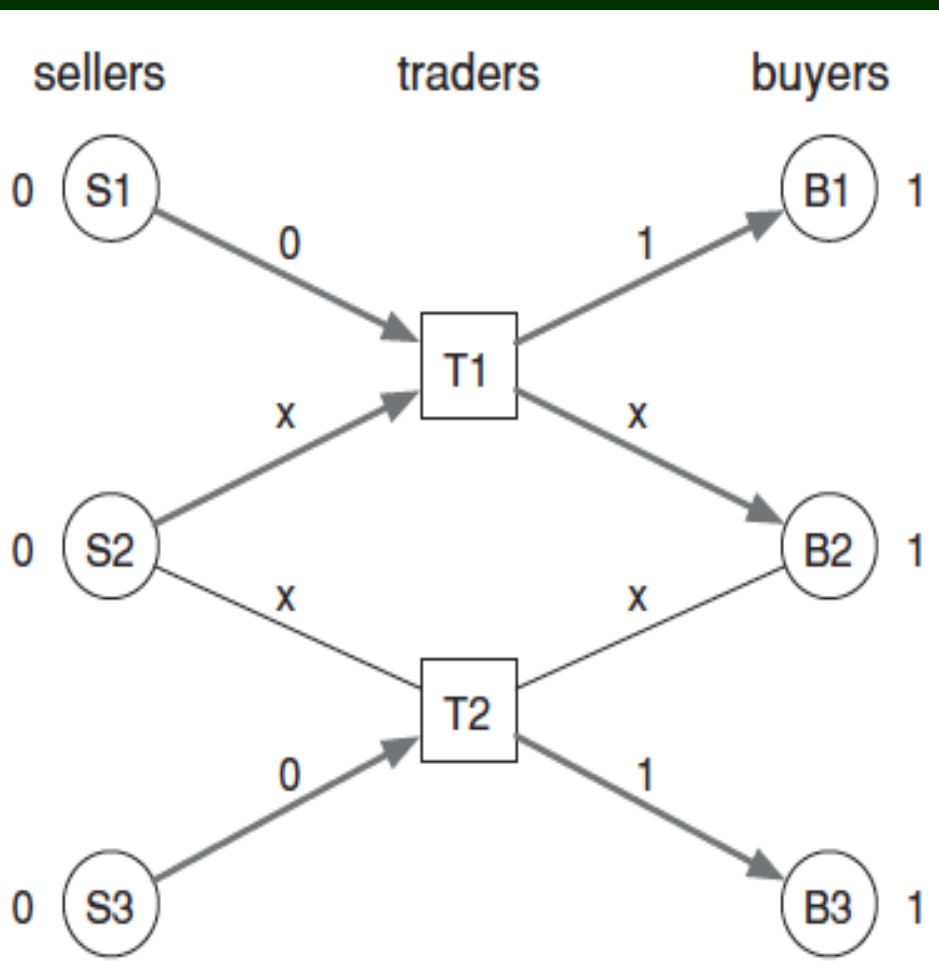 sellers traders buyers
0 S1 B1 1
0 1
T1
x x
0 S2 B2 1
x x
T2
0 1
0 S3 B3 1